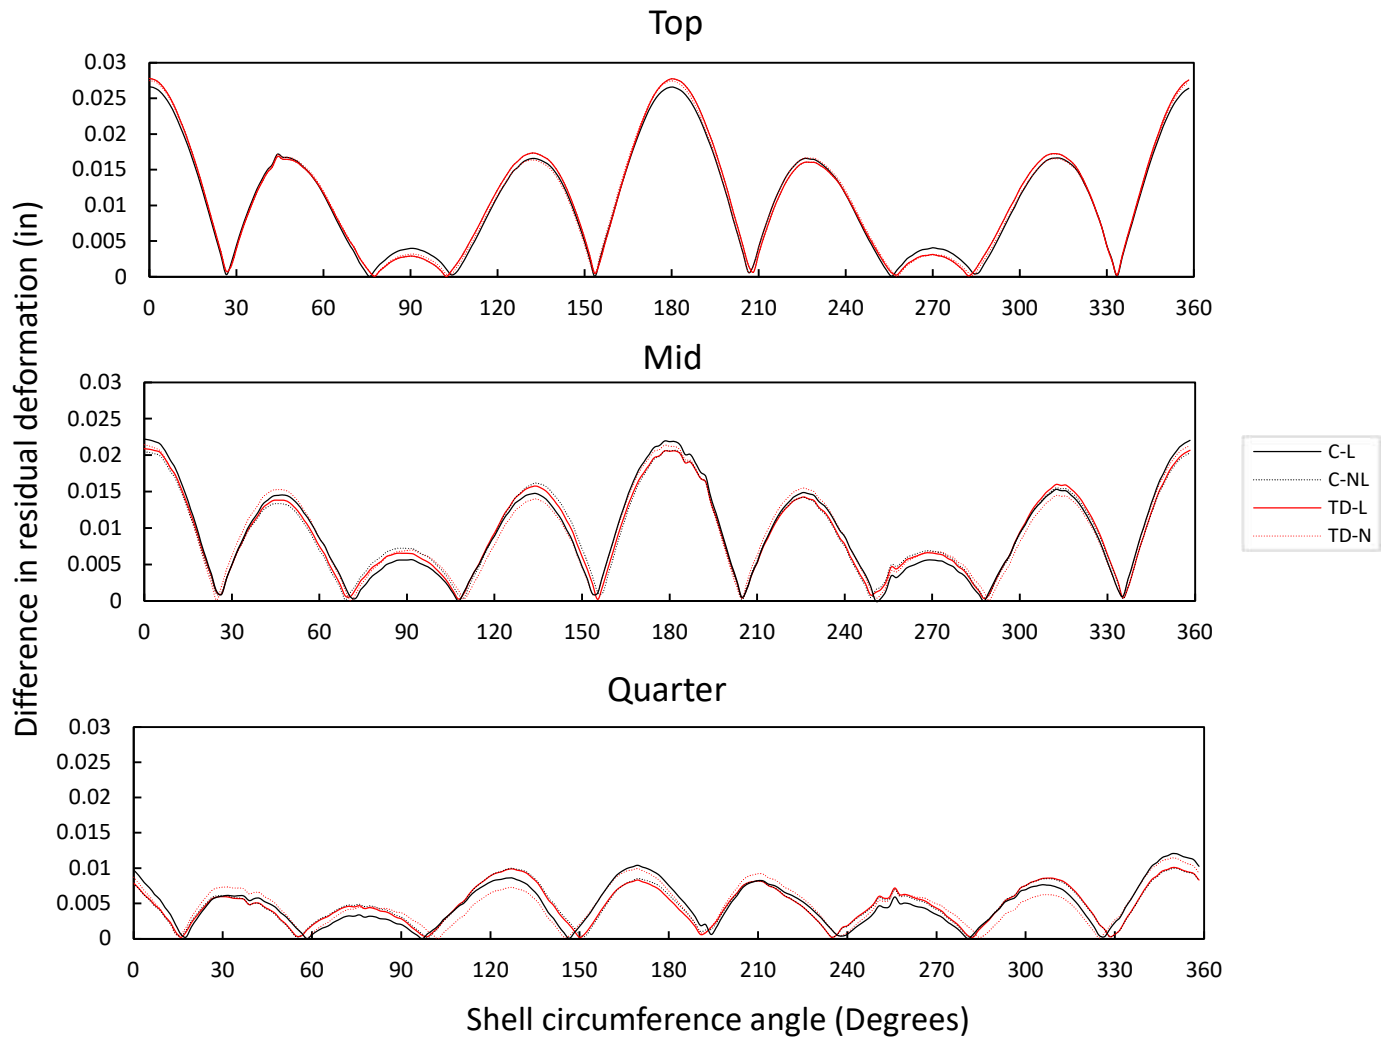 Top
Difference in residual deformation (in)
0.03
0.025
0.02
0.015
0.01
0.005
0
0 30 60 90 120 150 180 210 240 270 300 330 360
Mid
0.03
0.025
0.02
0.015
0.01
0.005
0
0 30 60 90 120 150 180 210 240 270 300 330 360
C-L
C-NL
TD-L
TD-N
Quarter
0.03
0.025
0.02
0.015
0.01
0.005
0
0 30 60 90 120 150 180 210 240 270 300 330 360
Shell circumference angle (Degrees)